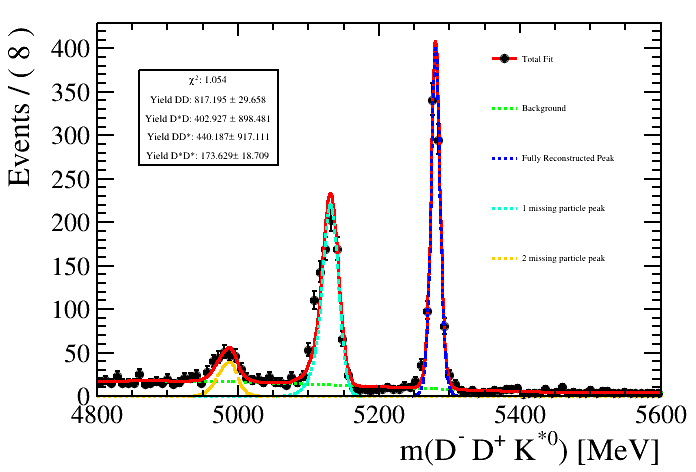 Events / ( 8 )
400
350
300
250
200
150
100
50
0
χ²: 1.054
Yield DD: 817.195 ± 29.658
Yield D*D: 402.927 ± 898.481
Yield DD*: 440.187± 917.111
Yield D*D*: 173.629± 18.709
Total Fit
Background
Fully Reconstructed Peak
1 missing particle peak
2 missing particle peak
4800 5000 5200 5400 5600
m(D⁻ D⁺ K*⁰) [MeV]